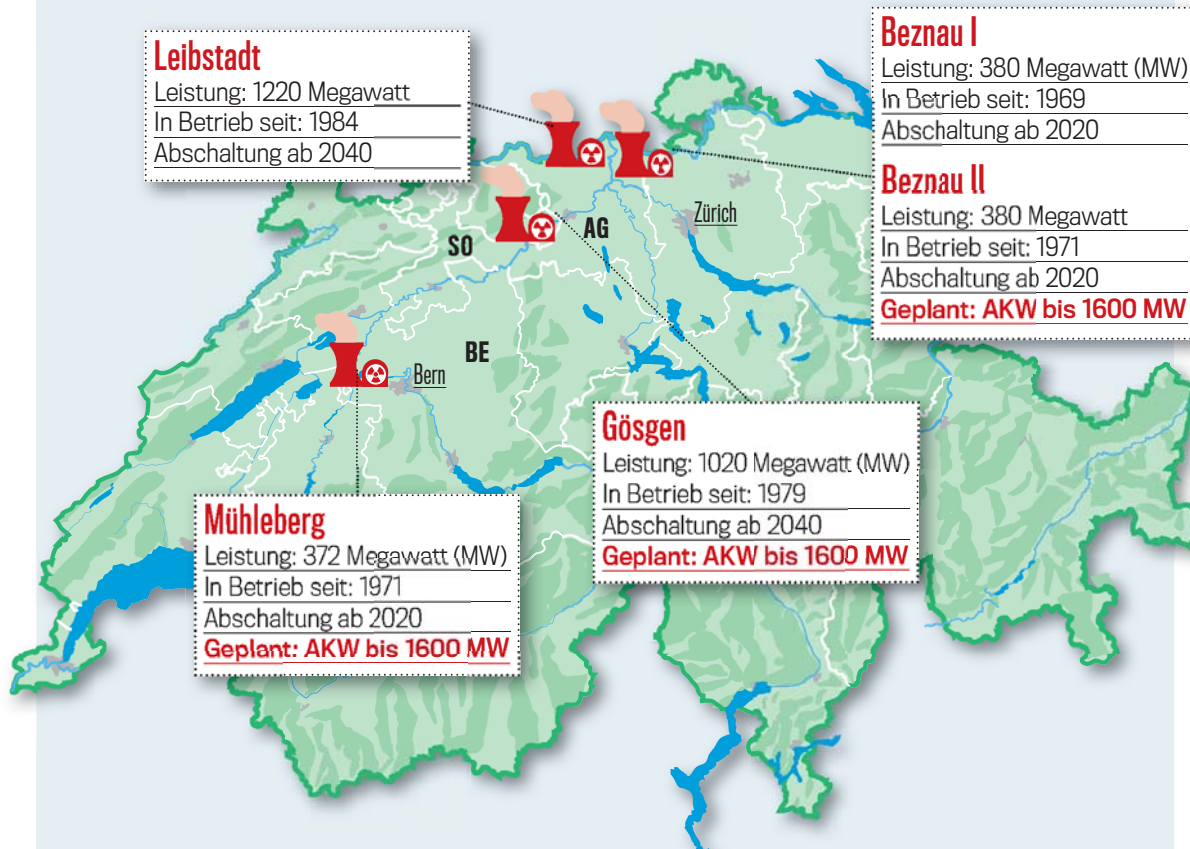 Leibstadt
Leistung: 1220 Megawatt
In Betrieb seit: 1984
Abschaltung ab 2040
Beznau I
Leistung: 380 Megawatt (MW)
In Betrieb seit: 1969
Abschaltung ab 2020
Beznau II
Leistung: 380 Megawatt
In Betrieb seit: 1971
Abschaltung ab 2020
Geplant: AKW bis 1600 MW
Zürich
AG
SO
BE
Bern
Gösgen
Leistung: 1020 Megawatt (MW)
In Betrieb seit: 1979
Abschaltung ab 2040
Geplant: AKW bis 1600 MW
Mühleberg
Leistung: 372 Megawatt (MW)
In Betrieb seit: 1971
Abschaltung ab 2020
Geplant: AKW bis 1600 MW